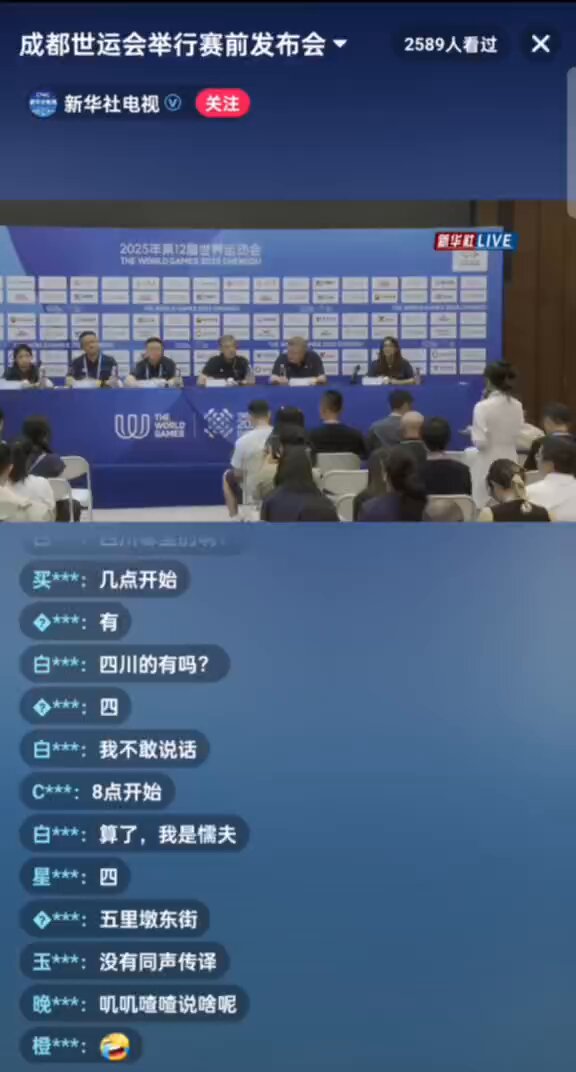 成都世运会举行赛前发布会
2589人看过
新华社电视
关注
新华社 LIVE
2025年第12届世界运动会
THE WORLD GAMES 2025 CHENGDU
THE
WORLD
GAMES
买***：几点开始
***：有
白***：四川的有吗?
***：四
白***：我不敢说话
C***：8点开始
白***：算了，我是懦夫
星***：四
***：五里墩东街
玉***：没有同声传译
晚***：叽叽喳喳说啥呢
橙***：🤣